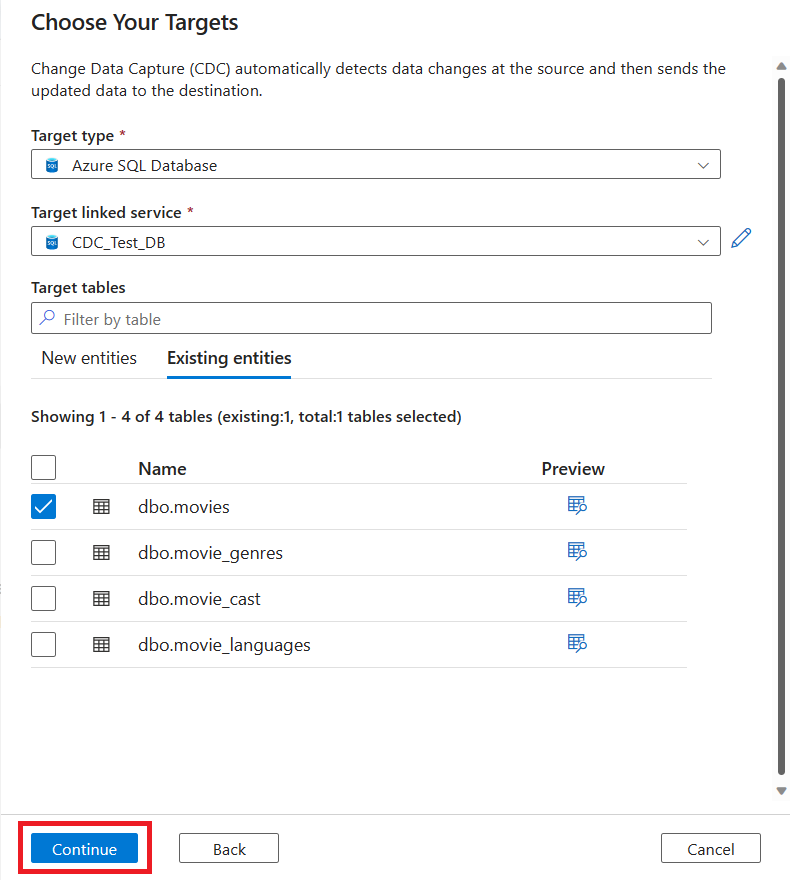 Choose Your Targets
Change Data Capture (CDC) automatically detects data changes at the source and then sends the
updated data to the destination.
Target type *
SQL Azure SQL Database
Target linked service *
SQL CDC_Test_DB
Target tables
Filter by table
New entities Existing entities
Showing 1 - 4 of 4 tables (existing:1, total:1 tables selected)
Name Preview
dbo.movies
dbo.movie_genres
dbo.movie_cast
dbo.movie_languages
Continue Back Cancel